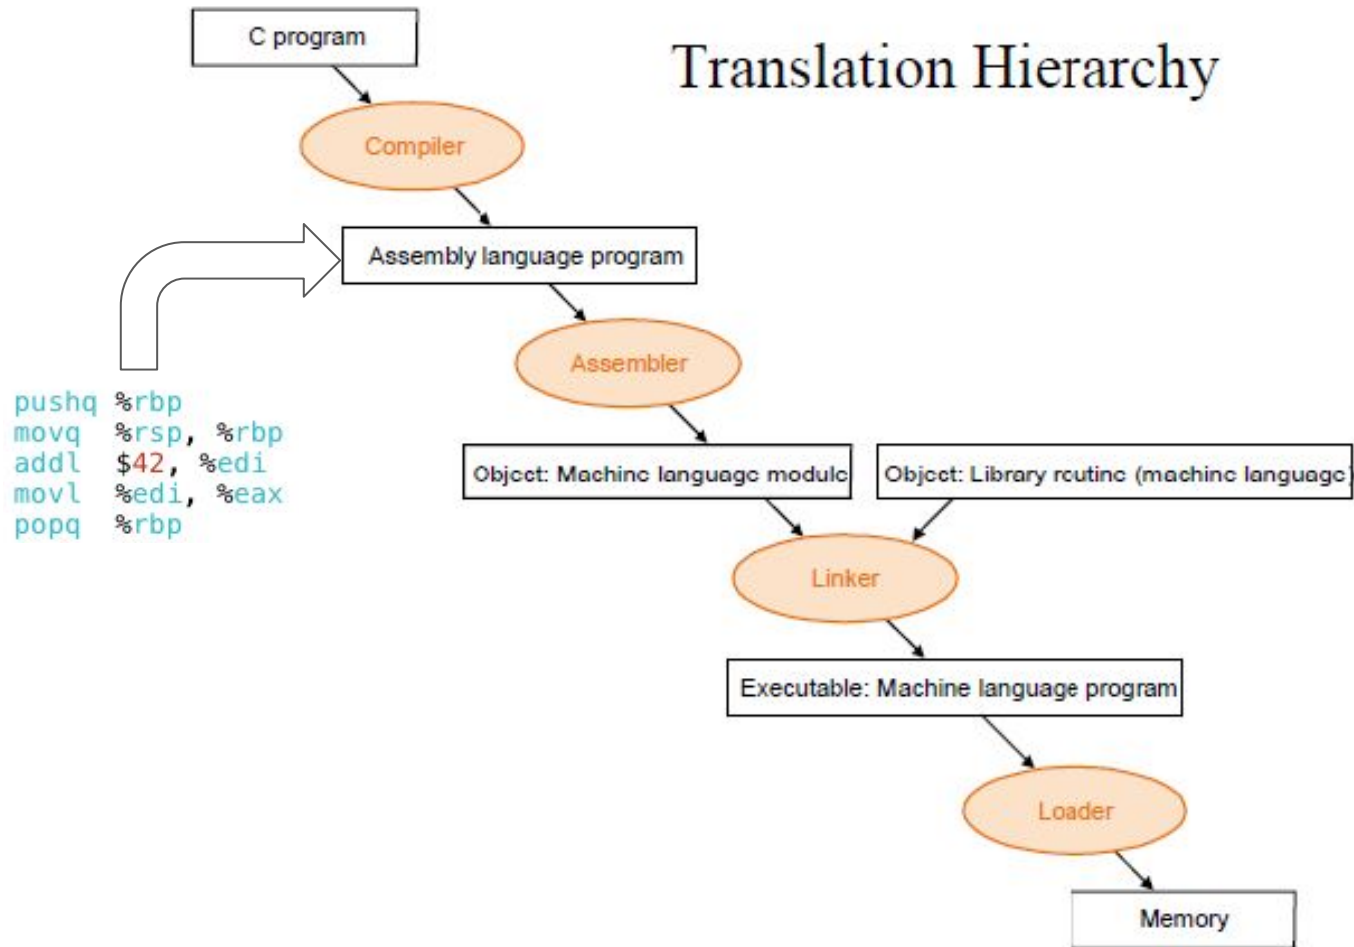 Translation Hierarchy
C program
Compiler
Assembly language program
Assembler
pushq %rbp
movq %rsp, %rbp
addl $42, %edi
movl %edi, %eax
popq %rbp
Object: Machine language module
Object: Library routine (machine language)
Linker
Executable: Machine language program
Loader
Memory